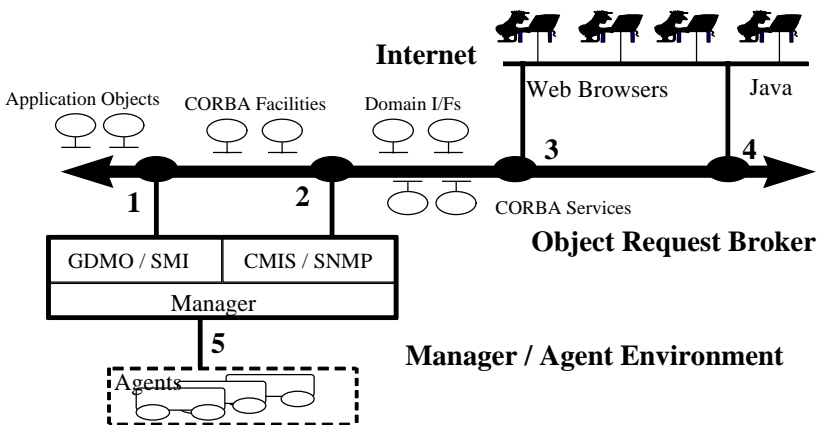 Internet
Web Browsers
Java
Application Objects
CORBA Facilities
Domain I/Fs
3
4
1
2
CORBA Services
Object Request Broker
GDMO / SMI
CMIS / SNMP
Manager
5
Manager / Agent Environment
Agents